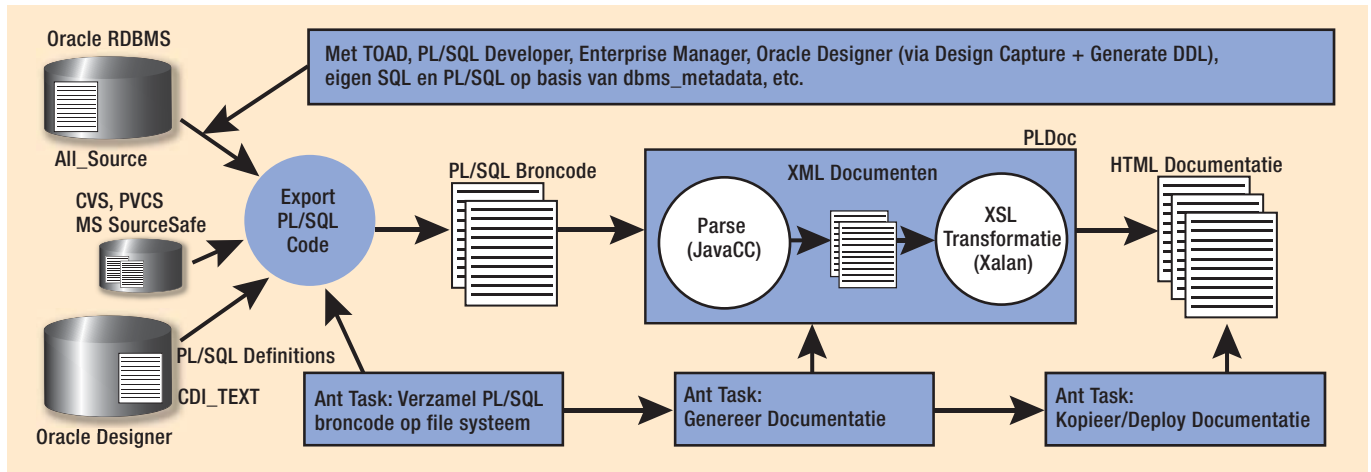 Oracle RDBMS
Met TOAD, PL/SQL Developer, Enterprise Manager, Oracle Designer (via Design Capture + Generate DDL),
eigen SQL en PL/SQL op basis van dbms_metadata, etc.
All_Source
CVS, PVCS
MS SourceSafe
Export
PL/SQL
Code
PL/SQL Broncode
PLDoc
XML Documenten
Parse
(JavaCC)
XSL
Transformatie
(Xalan)
HTML Documentatie
PL/SQL Definitions
CDI_TEXT
Oracle Designer
Ant Task: Verzamel PL/SQL
broncode op file systeem
Ant Task:
Genereer Documentatie
Ant Task:
Kopieer/Deploy Documentatie